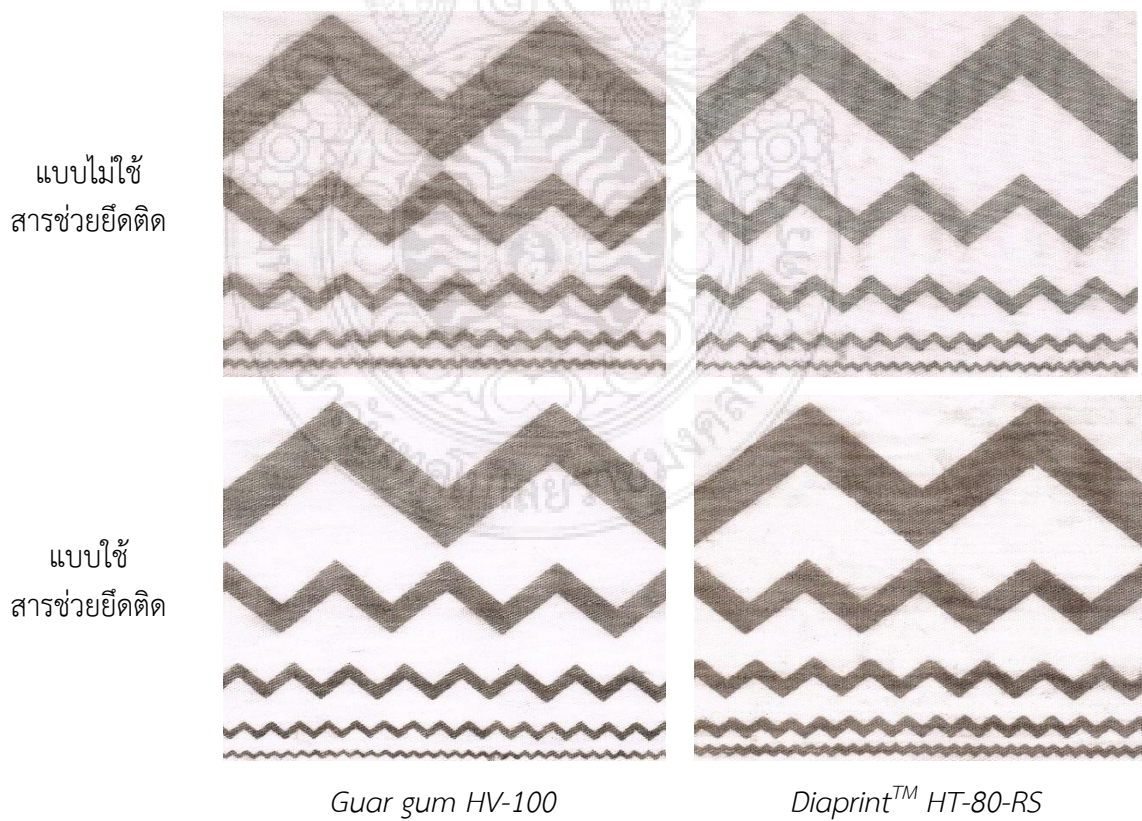 แบบไม่ใช้
สารช่วยยึดติด
แบบใช้
สารช่วยยึดติด
Guar gum HV-100
Diaprint™ HT-80-RS